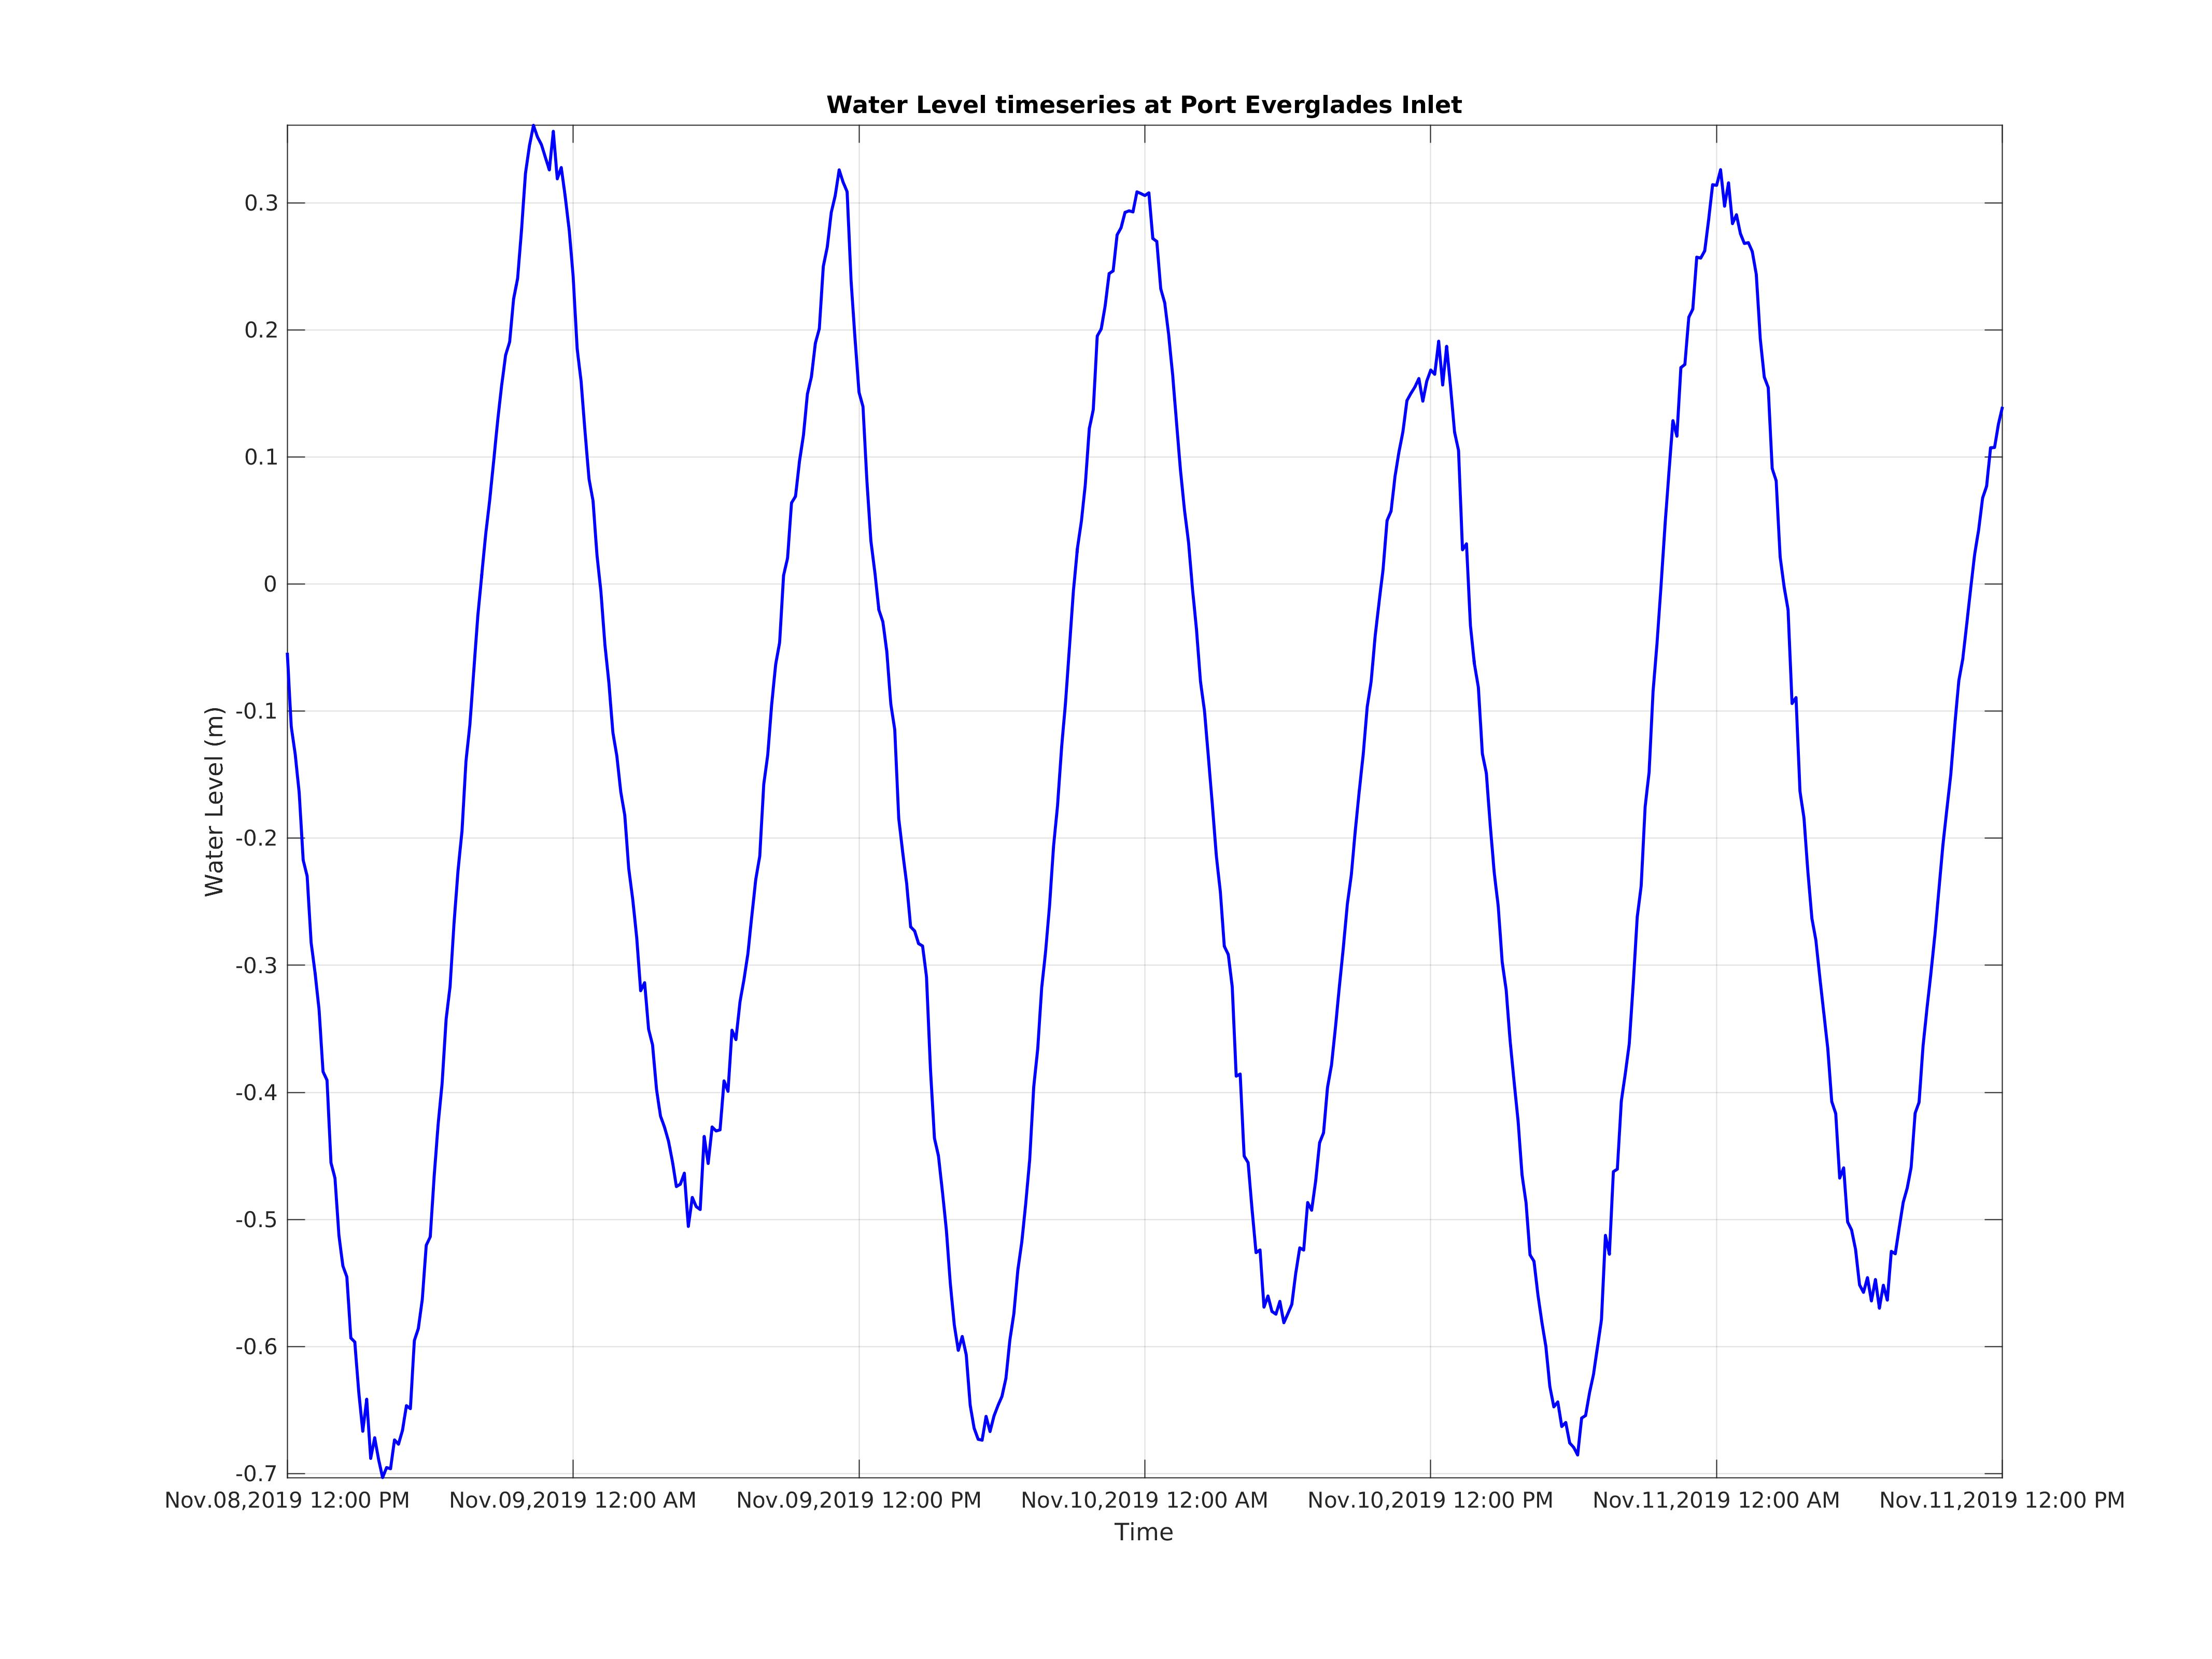 Water Level timeseries at Port Everglades Inlet
0.3
0.2
0.1
0
-0.1
-0.2
-0.3
-0.4
-0.5
-0.6
-0.7
Water Level (m)
Nov.08,2019 12:00 PM Nov.09,2019 12:00 AM Nov.09,2019 12:00 PM Nov.10,2019 12:00 AM Nov.10,2019 12:00 PM Nov.11,2019 12:00 AM Nov.11,2019 12:00 PM
Time